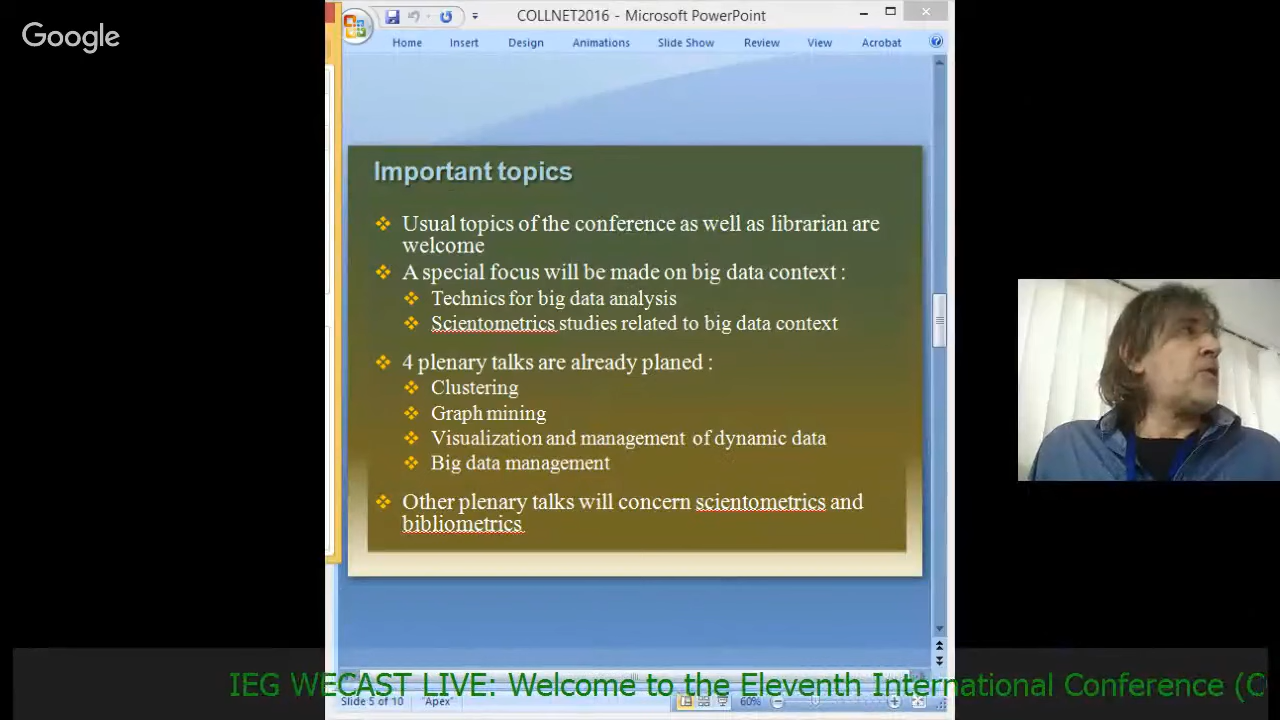 Google
COLLNET2016 - Microsoft PowerPoint
Home Insert Design Animations Slide Show Review View Acrobat
Important topics
Usual topics of the conference as well as librarian are
welcome
A special focus will be made on big data context :
Technics for big data analysis
Scientometrics studies related to big data context
4 plenary talks are already planed :
Clustering
Graph mining
Visualization and management of dynamic data
Big data management
Other plenary talks will concern scientometrics and
bibliometrics
IEG WECAST LIVE: Welcome to the Eleventh International Conference (C
Slide 5 of 10 "Apex" 60%